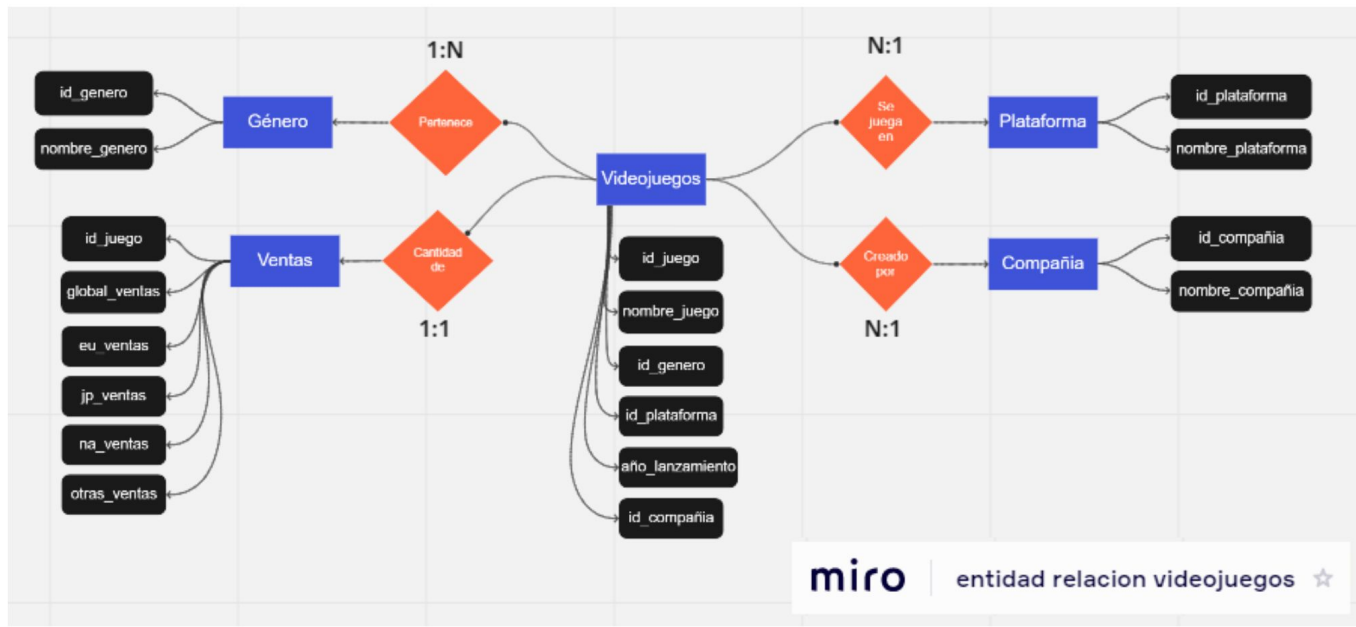 1:N
N:1
id_genero
nombre_genero
Género
Pertenece
Videojuegos
Se
juega
en
Plataforma
id_plataforma
nombre_plataforma
id_juego
global_ventas
eu_ventas
jp_ventas
na_ventas
otras_ventas
Ventas
Cantidad
de
1:1
id_juego
nombre_juego
id_genero
id_plataforma
año_lanzamiento
id_compañia
Creado
por
N:1
Compañia
id_compañia
nombre_compañia
miro
entidad relacion videojuegos